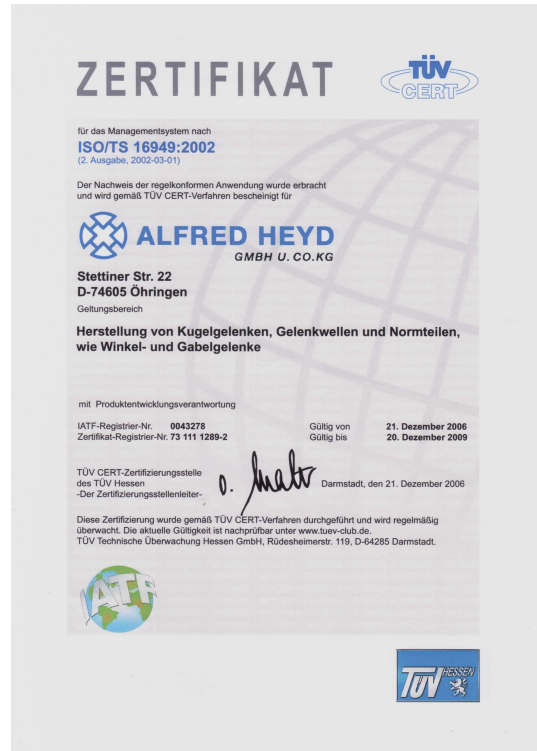 ZERTIFIKAT
TÜV
CERT
für das Managementsystem nach
ISO/TS 16949:2002
(2. Ausgabe, 2002-03-01)
Der Nachweis der regelkonformen Anwendung wurde erbracht
und wird gemäß TÜV CERT-Verfahren bescheinigt für
ALFRED HEYD
GMBH U. CO.KG
Stettiner Str. 22
D-74605 Öhringen
Geltungsbereich
Herstellung von Kugelgelenken, Gelenkwellen und Normteilen,
wie Winkel- und Gabelgelenke
mit Produktentwicklungsverantwortung
IATF-Registrier-Nr. 0043278 Gültig von 21. Dezember 2006
Zertifikat-Registrier-Nr. 73 111 1289-2 Gültig bis 20. Dezember 2009
TÜV CERT-Zertifizierungsstelle
des TÜV Hessen
-Der Zertifizierungsstellenleiter-
Darmstadt, den 21. Dezember 2006
Diese Zertifizierung wurde gemäß TÜV CERT-Verfahren durchgeführt und wird regelmäßig
überwacht. Die aktuelle Gültigkeit ist nachprüfbar unter www.tuev-club.de.
TÜV Technische Überwachung Hessen GmbH, Rüdesheimerstr. 119, D-64285 Darmstadt.
IATF
TÜV HESSEN